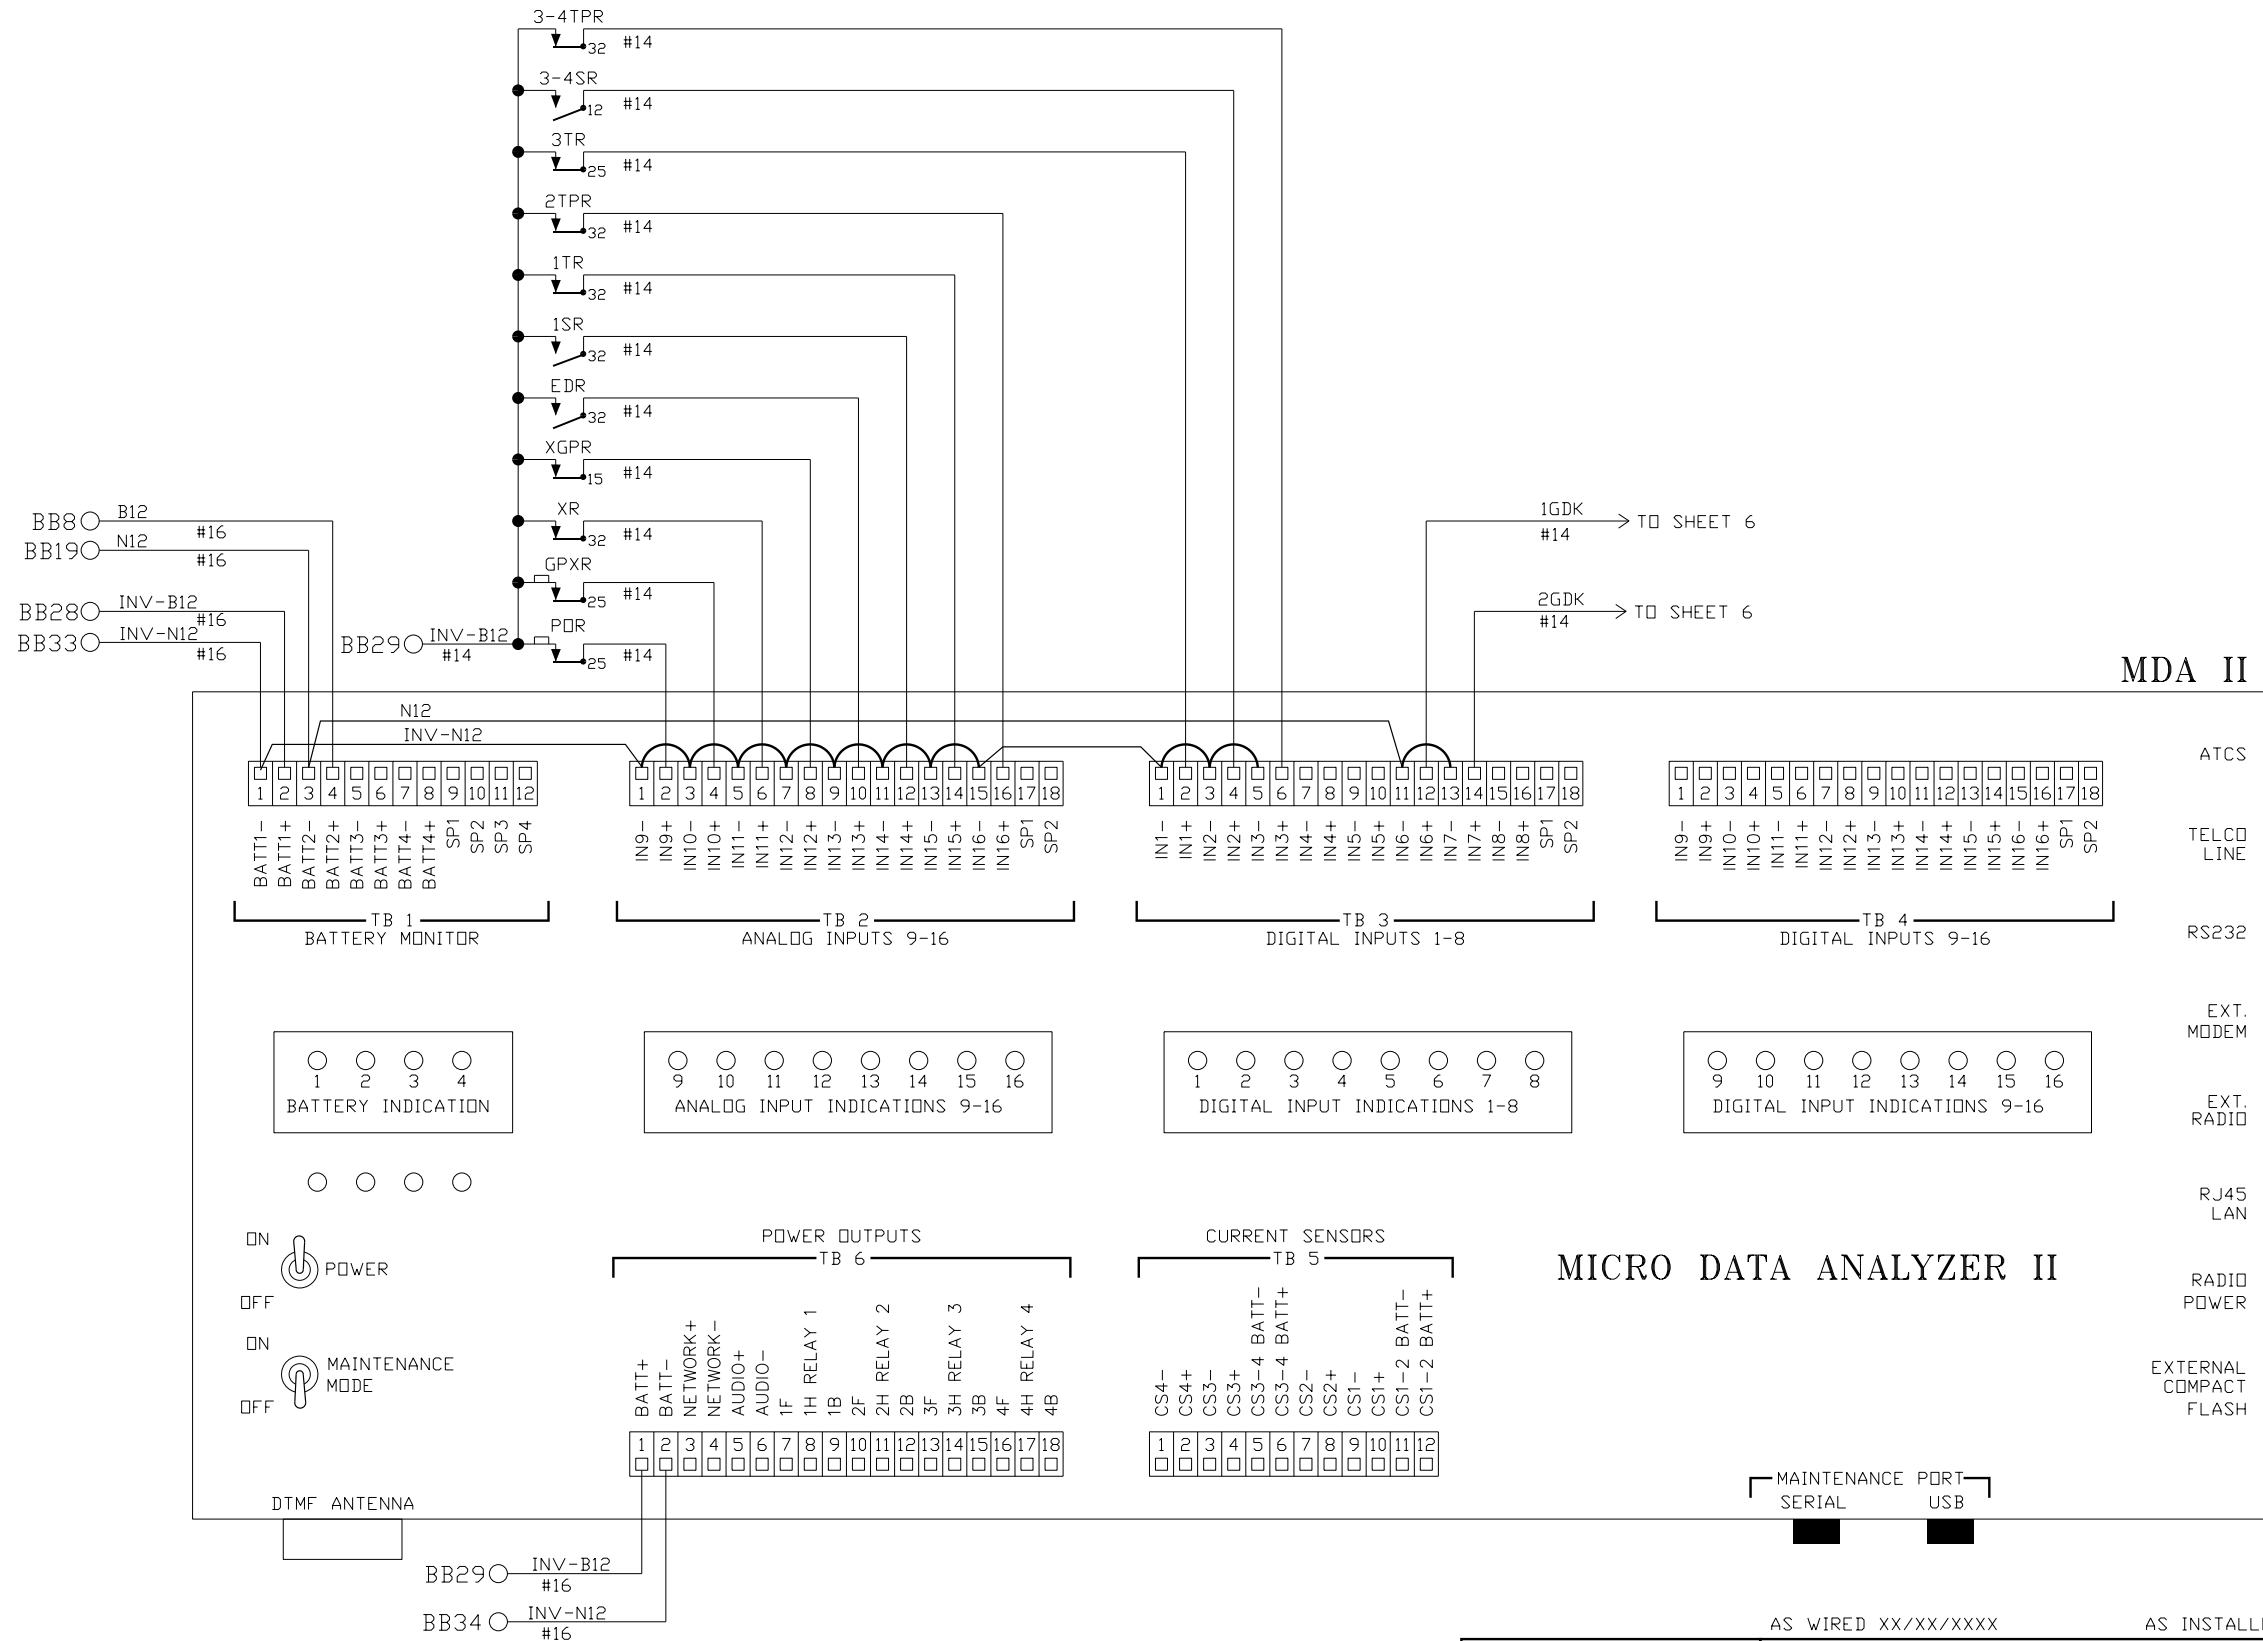 3-4TPR
32 #14
3-4SR
12 #14
3TR
25 #14
2TPR
32 #14
1TR
32 #14
1SR
32 #14
EDR
32 #14
XGPR
15 #14
XR
32 #14
GPXR
25 #14
POR
25 #14
BB8 B12
#16
BB19 N12
#16
BB28 INV-B12
#16
BB33 INV-N12
#16
BB29 INV-B12
#14
1GDK
#14
TO SHEET 6
2GDK
#14
TO SHEET 6
MDA II
N12
INV-N12
1 2 3 4 5 6 7 8 9 10 11 12
BATT1- BATT1+ BATT2- BATT2+ BATT3- BATT3+ BATT4- BATT4+ SP1 SP2 SP3 SP4
TB 1
BATTERY MONITOR
1 2 3 4 5 6 7 8 9 10 11 12 13 14 15 16 17 18
IN9- IN9+ IN10- IN10+ IN11- IN11+ IN12- IN12+ IN13- IN13+ IN14- IN14+ IN15- IN15+ IN16- IN16+ SP1 SP2
TB 2
ANALOG INPUTS 9-16
1 2 3 4 5 6 7 8 9 10 11 12 13 14 15 16 17 18
IN1- IN1+ IN2- IN2+ IN3- IN3+ IN4- IN4+ IN5- IN5+ IN6- IN6+ IN7- IN7+ IN8- IN8+ SP1 SP2
TB 3
DIGITAL INPUTS 1-8
1 2 3 4 5 6 7 8 9 10 11 12 13 14 15 16 17 18
IN9- IN9+ IN10- IN10+ IN11- IN11+ IN12- IN12+ IN13- IN13+ IN14- IN14+ IN15- IN15+ IN16- IN16+ SP1 SP2
TB 4
DIGITAL INPUTS 9-16
ATCS
TELCO
LINE
RS232
EXT.
MODEM
EXT.
RADIO
RJ45
LAN
RADIO
POWER
EXTERNAL
COMPACT
FLASH
1 2 3 4
BATTERY INDICATION
9 10 11 12 13 14 15 16
ANALOG INPUT INDICATIONS 9-16
1 2 3 4 5 6 7 8
DIGITAL INPUT INDICATIONS 1-8
9 10 11 12 13 14 15 16
DIGITAL INPUT INDICATIONS 9-16
ON
POWER
OFF
ON
MAINTENANCE
MODE
OFF
POWER OUTPUTS
TB 6
BATT+ BATT- NETWORK+ NETWORK- AUDIO+ AUDIO- 1F 1H RELAY 1 1B 2F 2H RELAY 2 2B 3F 3H RELAY 3 3B 4F 4H RELAY 4 4B
1 2 3 4 5 6 7 8 9 10 11 12 13 14 15 16 17 18
CURRENT SENSORS
TB 5
CS4- CS4+ CS3- CS3+ CS3-4 BATT- CS3-4 BATT+ CS2- CS2+ CS1- CS1+ CS1-2 BATT- CS1-2 BATT+
1 2 3 4 5 6 7 8 9 10 11 12
MICRO DATA ANALYZER II
DTMF ANTENNA
MAINTENANCE PORT
SERIAL USB
BB29 INV-B12
#16
BB34 INV-N12
#16
AS WIRED XX/XX/XXXX
AS INSTALL